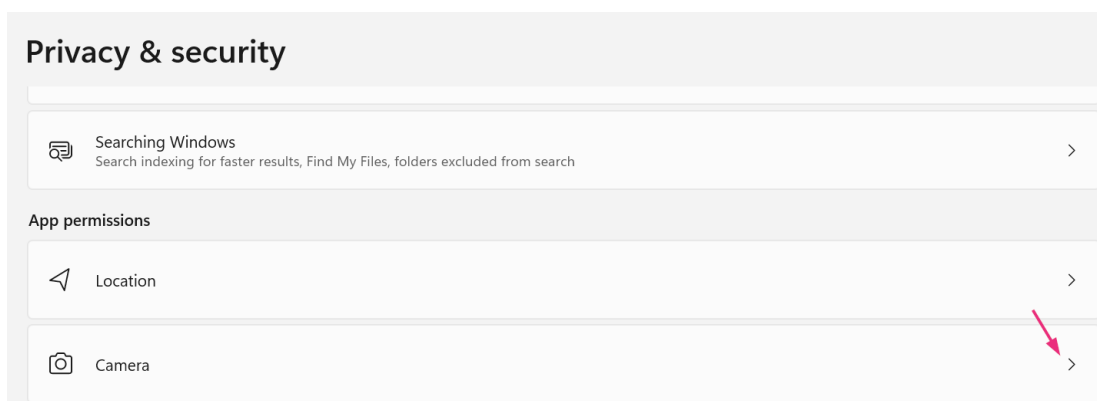 Privacy & security
Searching Windows
Search indexing for faster results, Find My Files, folders excluded from search
App permissions
Location
Camera